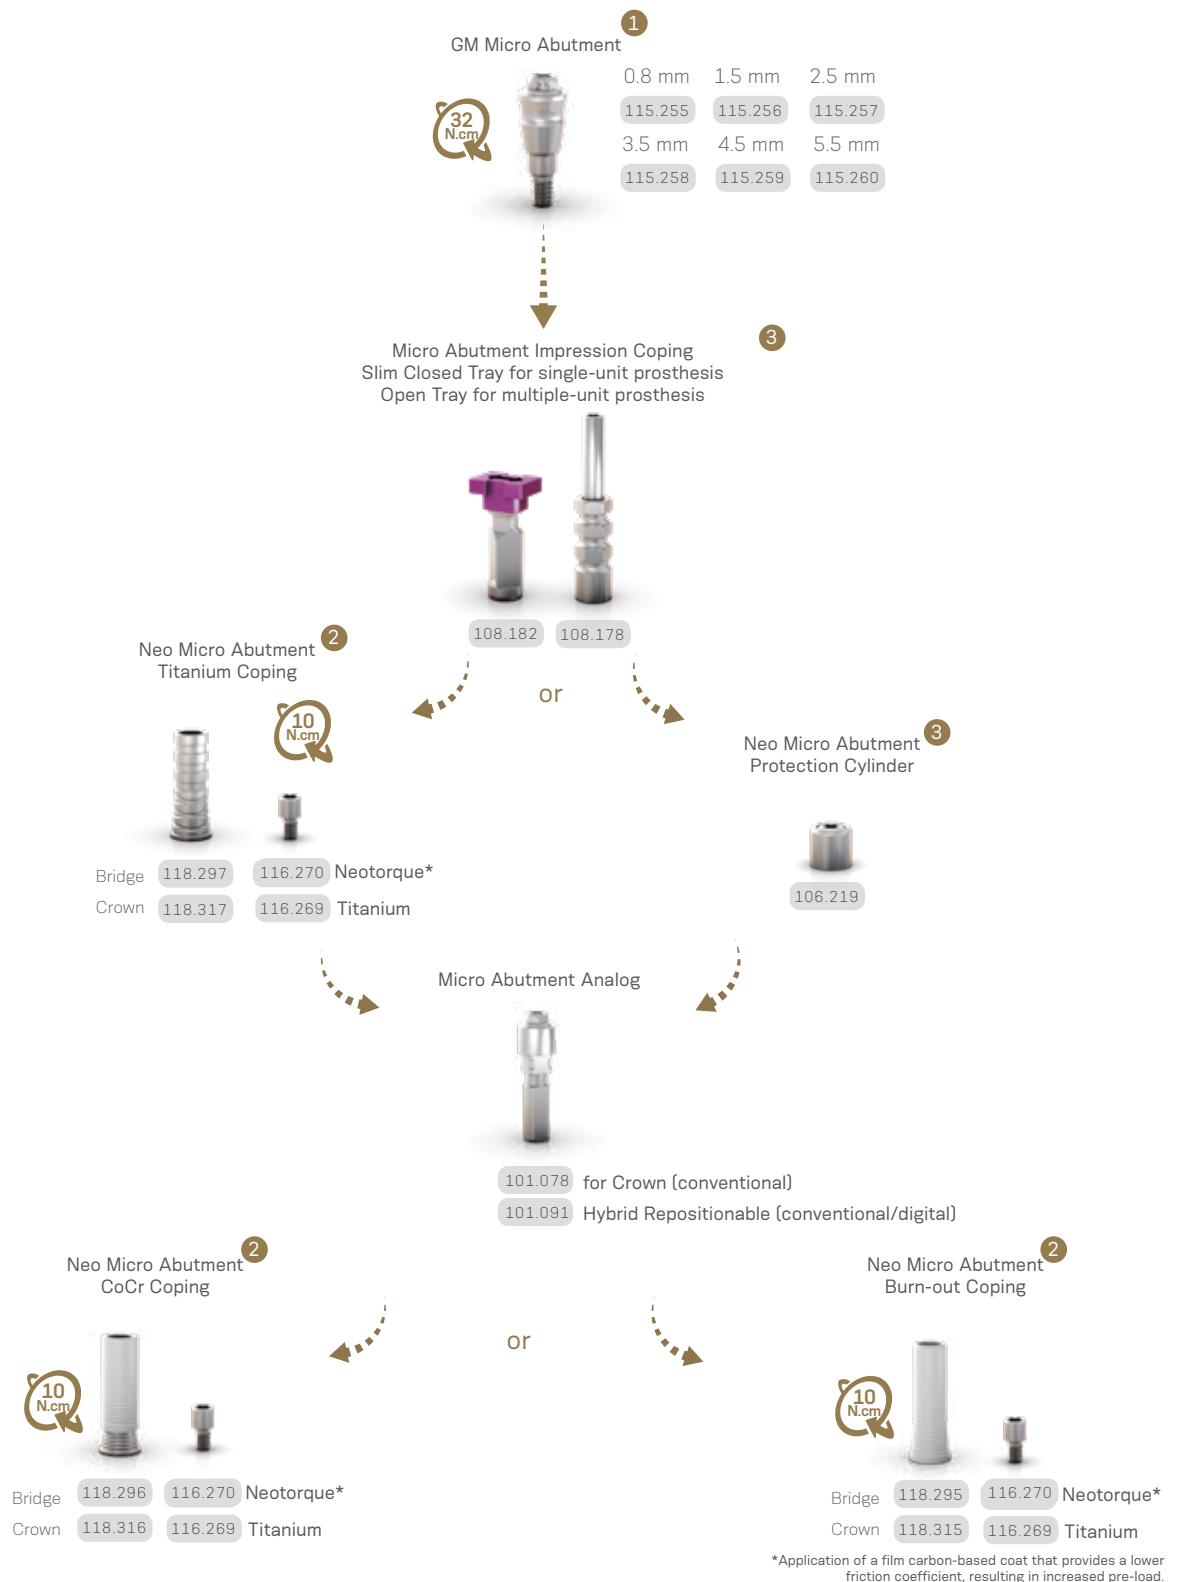 1
GM Micro Abutment
0.8 mm 1.5 mm 2.5 mm
115.255 115.256 115.257
32
N.cm
3.5 mm 4.5 mm 5.5 mm
115.258 115.259 115.260
3
Micro Abutment Impression Coping
Slim Closed Tray for single-unit prosthesis
Open Tray for multiple-unit prosthesis
108.182 108.178
or
2
Neo Micro Abutment
Titanium Coping
10
N.cm
Bridge 118.297 116.270 Neotorque*
Crown 118.317 116.269 Titanium
3
Neo Micro Abutment
Protection Cylinder
106.219
Micro Abutment Analog
101.078 for Crown (conventional)
101.091 Hybrid Repositionable (conventional/digital)
2
Neo Micro Abutment
CoCr Coping
10
N.cm
Bridge 118.296 116.270 Neotorque*
Crown 118.316 116.269 Titanium
or
2
Neo Micro Abutment
Burn-out Coping
10
N.cm
Bridge 118.295 116.270 Neotorque*
Crown 118.315 116.269 Titanium
*Application of a film carbon-based coat that provides a lower
friction coefficient, resulting in increased pre-load.